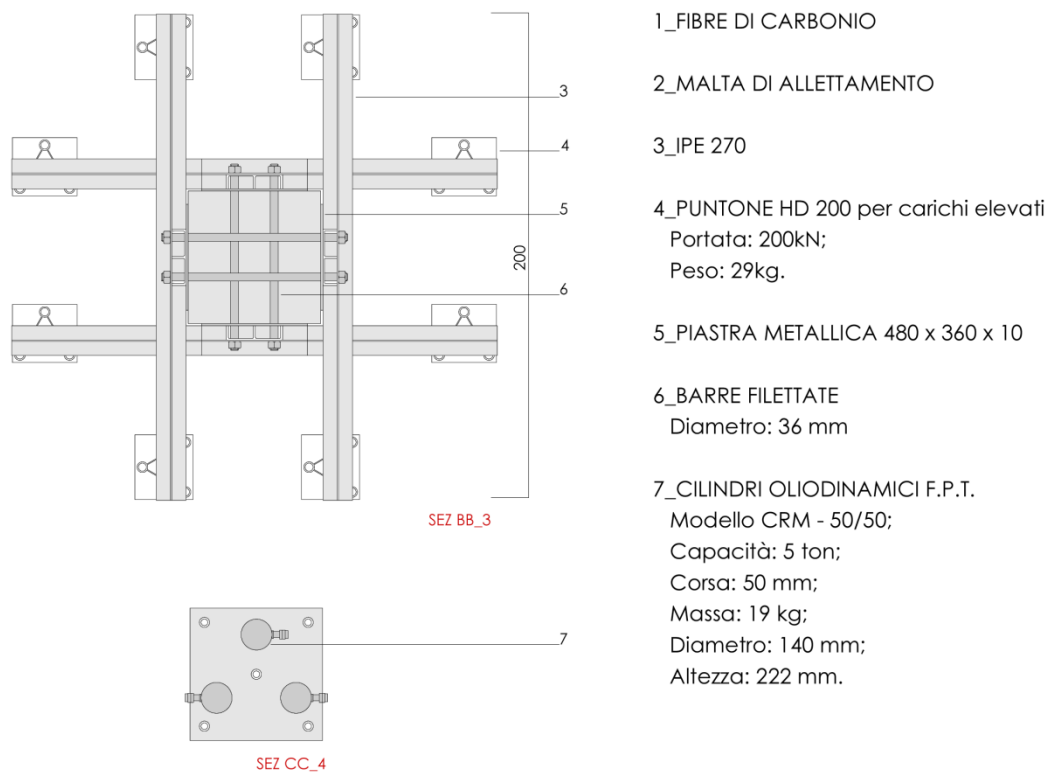 1_FIBRE DI CARBONIO
2_MALTA DI ALLETTAMENTO
3_IPE 270
4_PUNTONE HD 200 per carichi elevati
Portata: 200kN;
Peso: 29kg.
5_PIASTRA METALLICA 480 x 360 x 10
6_BARRE FILETTATE
Diametro: 36 mm
7_CILINDRI OLIODINAMICI F.P.T.
Modello CRM - 50/50;
Capacità: 5 ton;
Corsa: 50 mm;
Massa: 19 kg;
Diametro: 140 mm;
Altezza: 222 mm.
3
4
5
200
6
SEZ BB_3
7
SEZ CC_4